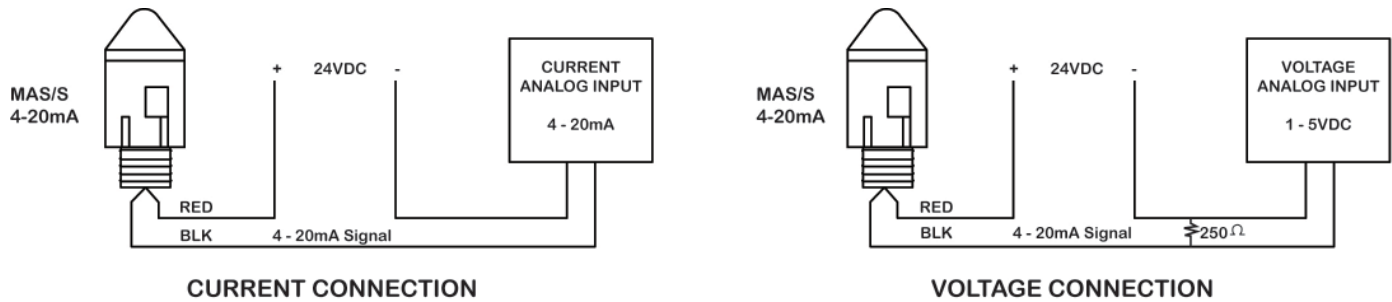 MAS/S
4-20mA
+ 24VDC -
CURRENT
ANALOG INPUT
4 - 20mA
RED
BLK 4 - 20mA Signal
CURRENT CONNECTION
MAS/S
4-20mA
+ 24VDC -
VOLTAGE
ANALOG INPUT
1 - 5VDC
RED
BLK 4 - 20mA Signal 250Ω
VOLTAGE CONNECTION